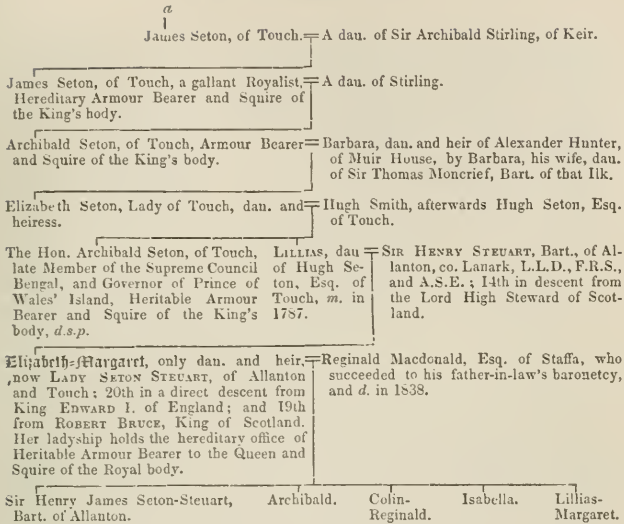 a
James Seton, of Touch. = A dau. of Sir Archibald Stirling, of Keir.
James Seton, of Touch, a gallant Royalist, = A dau. of Stirling.
Hereditary Armour Bearer and Squire of
the King's body.
Archibald Seton, of Touch, Armour Bearer = Barbara, dau. and heir of Alexander Hunter,
and Squire of the King's body.
of Muir House, by Barbara, his wife, dau.
of Sir Thomas Moncrief, Bart. of that Ilk.
Elizabeth Seton, Lady of Touch, dau. and = Hugh Smith, afterwards Hugh Seton, Esq.
heiress.
of Touch.
The Hon. Archibald Seton, of Touch,
late Member of the Supreme Council
Bengal, and Governor of Prince of
Wales' Island, Heritable Armour
Bearer and Squire of the King's
body, d.s.p.
LILLIAS, dau
of Hugh Se-
ton, Esq. of
Touch, m. in
1787.
= SIR HENRY STEUART, Bart., of Al-
lanton, co. Lanark, L.L.D., F.R.S.,
and A.S.E.; 14th in descent from
the Lord High Steward of Scot-
land.
Elizabeth-Margaret, only dau. and heir,
now LADY SETON STEUART, of Allanton
and Touch; 20th in a direct descent from
King EDWARD I. of England; and 19th
from ROBERT BRUCE, King of Scotland.
Her ladyship holds the hereditary office of
Heritable Armour Bearer to the Queen and
Squire of the Royal body.
= Reginald Macdonald, Esq. of Staffa, who
succeeded to his father-in-law's baronetcy,
and d. in 1838.
Sir Henry James Seton-Steuart,
Bart. of Allanton.
Archibald.
Colin-
Reginald.
Isabella.
Lillias-
Margaret.